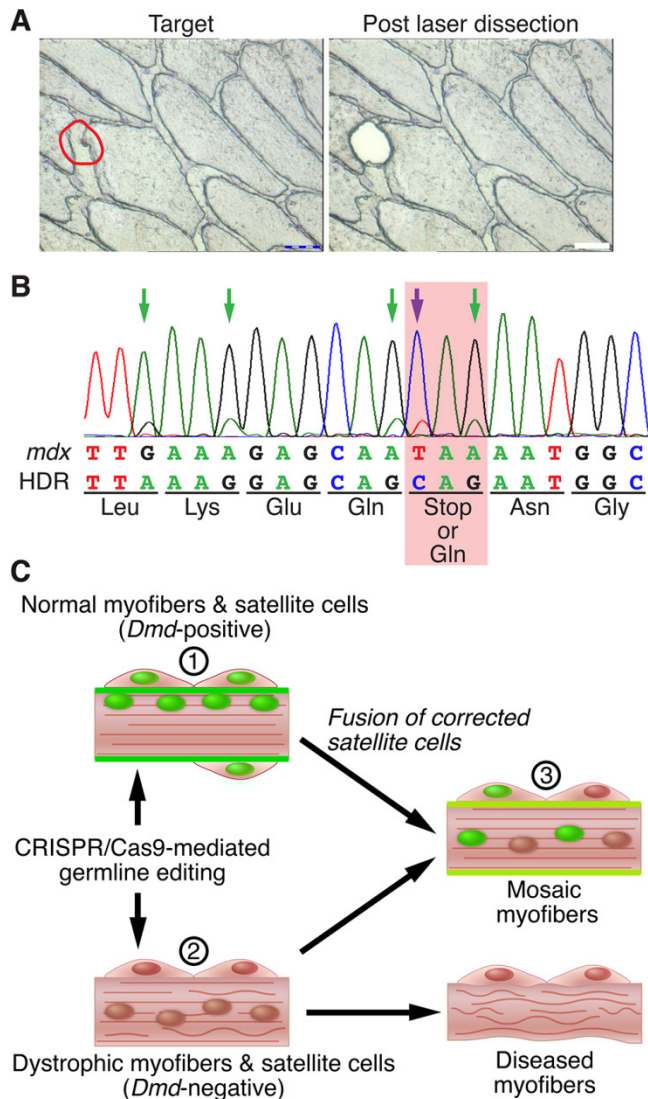 A
Target
Post laser dissection
B
mdx T T G A A A G A G C A A T A A A A T G G C
HDR T T A A A G G A G C A G C A G A A T G G C
Leu Lys Glu Gln Stop or Gln Asn Gly
C
Normal myofibers & satellite cells
(Dmd-positive)
1
Fusion of corrected
satellite cells
3
CRISPR/Cas9-mediated
germline editing
Mosaic
myofibers
2
Dystrophic myofibers & satellite cells
(Dmd-negative)
Diseased
myofibers